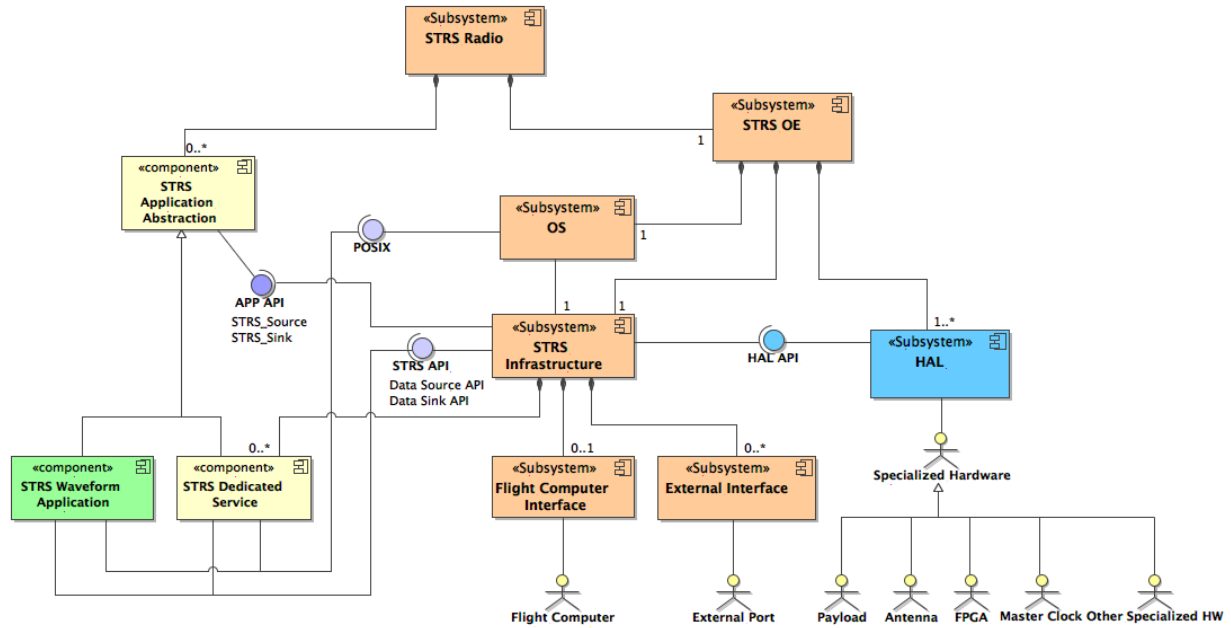 «Subsystem»
STRS Radio
«Subsystem»
STRS OE
1
0..*
«component»
STRS
Application
Abstraction
«Subsystem»
OS
1
POSIX
APP API
STRS_Source
STRS_Sink
1
1
«Subsystem»
STRS
Infrastructure
STRS API
Data Source API
Data Sink API
HAL API
1..*
«Subsystem»
HAL
0..*
0..1
0..*
«component»
STRS Waveform
Application
«component»
STRS Dedicated
Service
«Subsystem»
Flight Computer
Interface
«Subsystem»
External Interface
Specialized Hardware
Flight Computer
External Port
Payload
Antenna
FPGA
Master Clock
Other Specialized HW